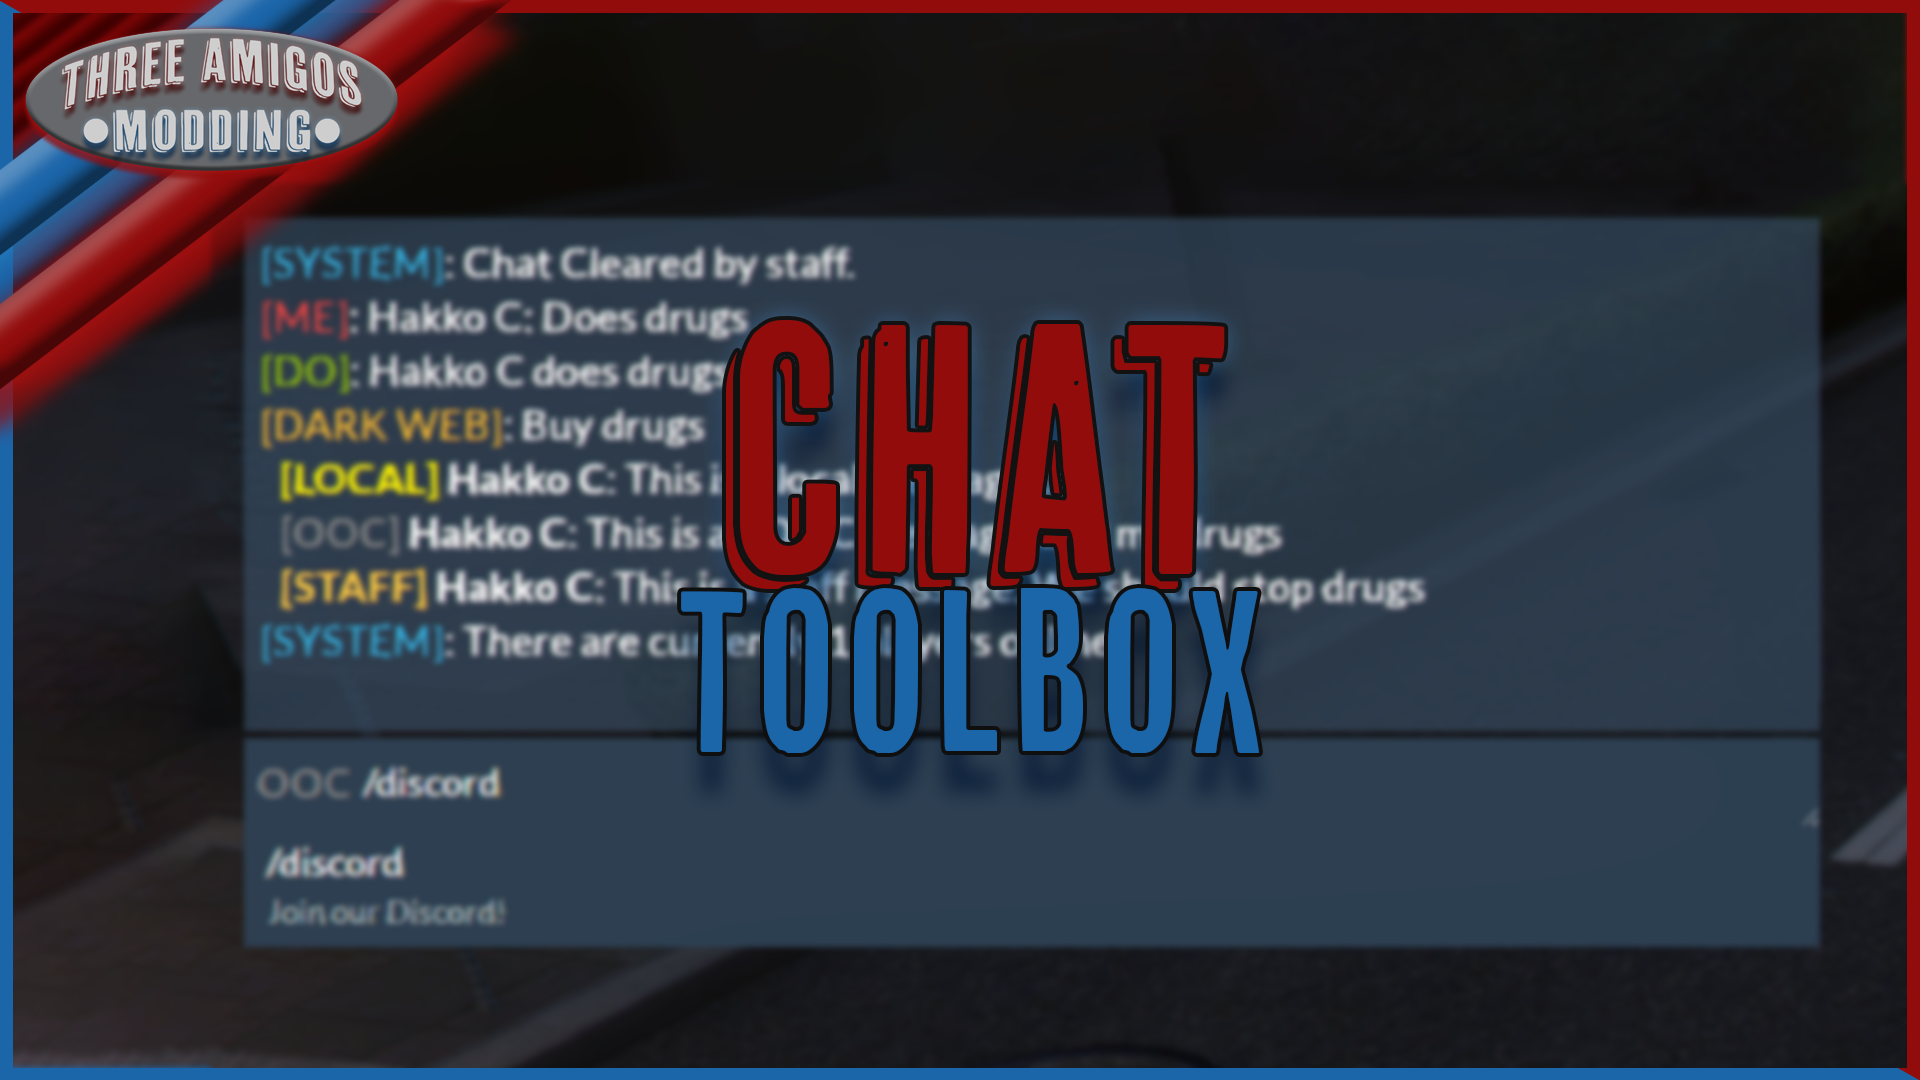 THREE AMIGOS
•MODDING•
[SYSTEM]: Chat Cleared by staff.
[ME]: Hakko C: Does drugs
[DO]: Hakko C does drugs
[DARK WEB]: Buy drugs
[LOCAL] Hakko C: This is
[OOC] Hakko C: This is a drugs
[STAFF] Hakko C: This is stop drugs
[SYSTEM]: There are
CHAT
TOOLBOX
OOC /discord
/discord
Join our Discord!